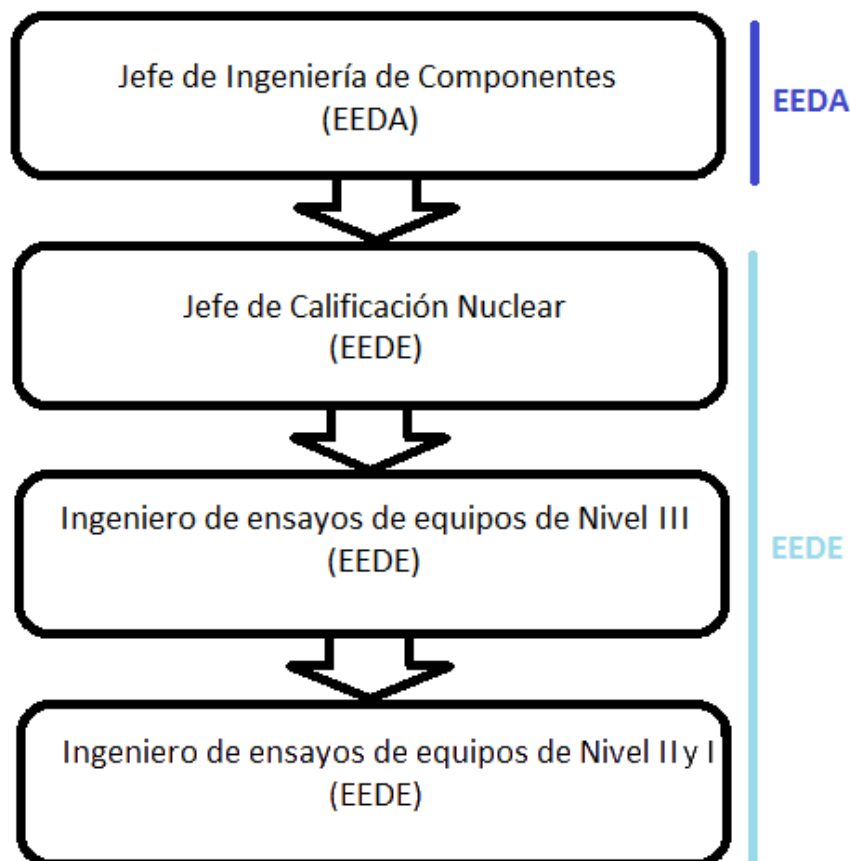 Jefe de Ingeniería de Componentes
(EEDA)
EEDA
Jefe de Calificación Nuclear
(EEDE)
Ingeniero de ensayos de equipos de Nivel III
(EEDE)
EEDE
Ingeniero de ensayos de equipos de Nivel II y I
(EEDE)